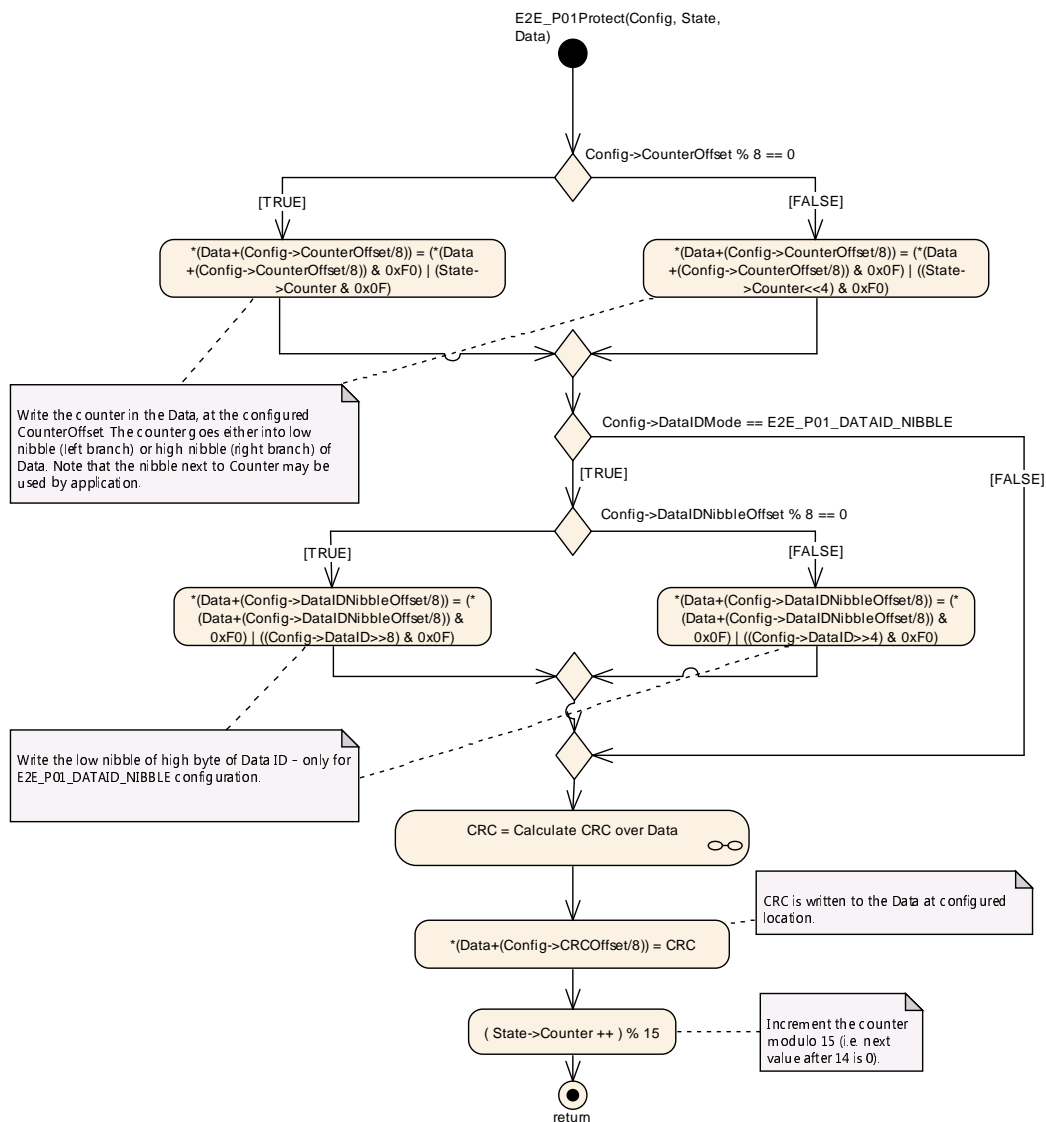 E2E_P01Protect(Config, State,
Data)
Config->CounterOffset % 8 == 0
[TRUE]
[FALSE]
*(Data+(Config->CounterOffset/8)) = (*(Data
+(Config->CounterOffset/8)) & 0xF0) | (State-
>Counter & 0x0F)
*(Data+(Config->CounterOffset/8)) = (*(Data
+(Config->CounterOffset/8)) & 0x0F) | ((State-
>Counter<<4) & 0xF0)
Write the counter in the Data, at the configured
CounterOffset. The counter goes either into low
nibble (left branch) or high nibble (right branch) of
Data. Note that the nibble next to Counter may be
used by application.
Config->DataIDMode == E2E_P01_DATAID_NIBBLE
[TRUE]
[FALSE]
Config->DataIDNibbleOffset % 8 == 0
[TRUE]
[FALSE]
*(Data+(Config->DataIDNibbleOffset/8)) = (*
(Data+(Config->DataIDNibbleOffset/8)) &
0xF0) | ((Config->DataID>>8) & 0x0F)
*(Data+(Config->DataIDNibbleOffset/8)) = (*
(Data+(Config->DataIDNibbleOffset/8)) &
0x0F) | ((Config->DataID>>4) & 0xF0)
Write the low nibble of high byte of Data ID - only for
E2E_P01_DATAID_NIBBLE configuration.
CRC = Calculate CRC over Data
CRC is written to the Data at configured
location.
*(Data+(Config->CRCOffset/8)) = CRC
( State->Counter ++ ) % 15
Increment the counter
modulo 15 (i.e. next
value after 14 is 0).
return